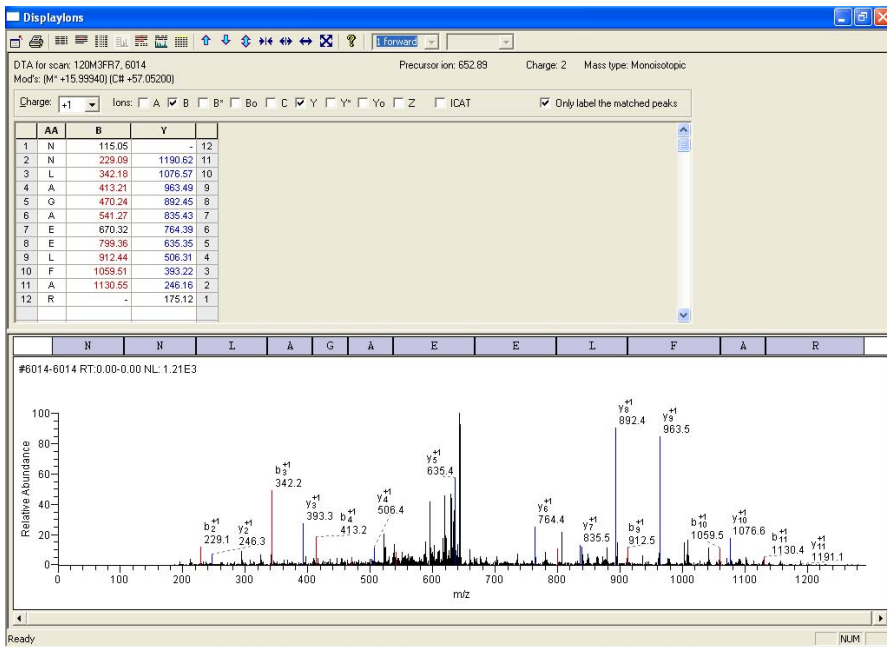 DisplayIons
1 forward
DTA for scan: 120M3FR7, 6014 Precursor ion: 652.89 Charge: 2 Mass type: Monoisotopic
Mod's: (M* +15.99940) (C# +57.05200)
Charge: +1 Ions: A B B* Bo C Y Y* Yo Z ICAT Only label the matched peaks
AA B Y
1 N 115.05 - 12
2 N 229.09 1190.62 11
3 L 342.18 1076.57 10
4 A 413.21 963.49 9
5 G 470.24 892.45 8
6 A 541.27 835.43 7
7 E 670.32 764.39 6
8 E 799.36 635.35 5
9 L 912.44 506.31 4
10 F 1059.51 393.22 3
11 A 1130.55 246.16 2
12 R - 175.12 1
N N L A G A E E L F A R
#6014-6014 RT:0.00-0.00 NL: 1.21E3
Relative Abundance
100
80
60
40
20
0
b2+1
229.1
y2+1
246.3
b3+1
342.2
y3+1
393.3
b4+1
413.2
y4+1
506.4
y5+1
635.4
y6+1
764.4
y7+1
835.5
y8+1
892.4
b9+1
912.5
y9+1
963.5
b10+1
1059.5
y10+1
1076.6
b11+1
1130.4
y11+1
1191.1
0 100 200 300 400 500 600 700 800 900 1000 1100 1200
m/z
Ready NUM